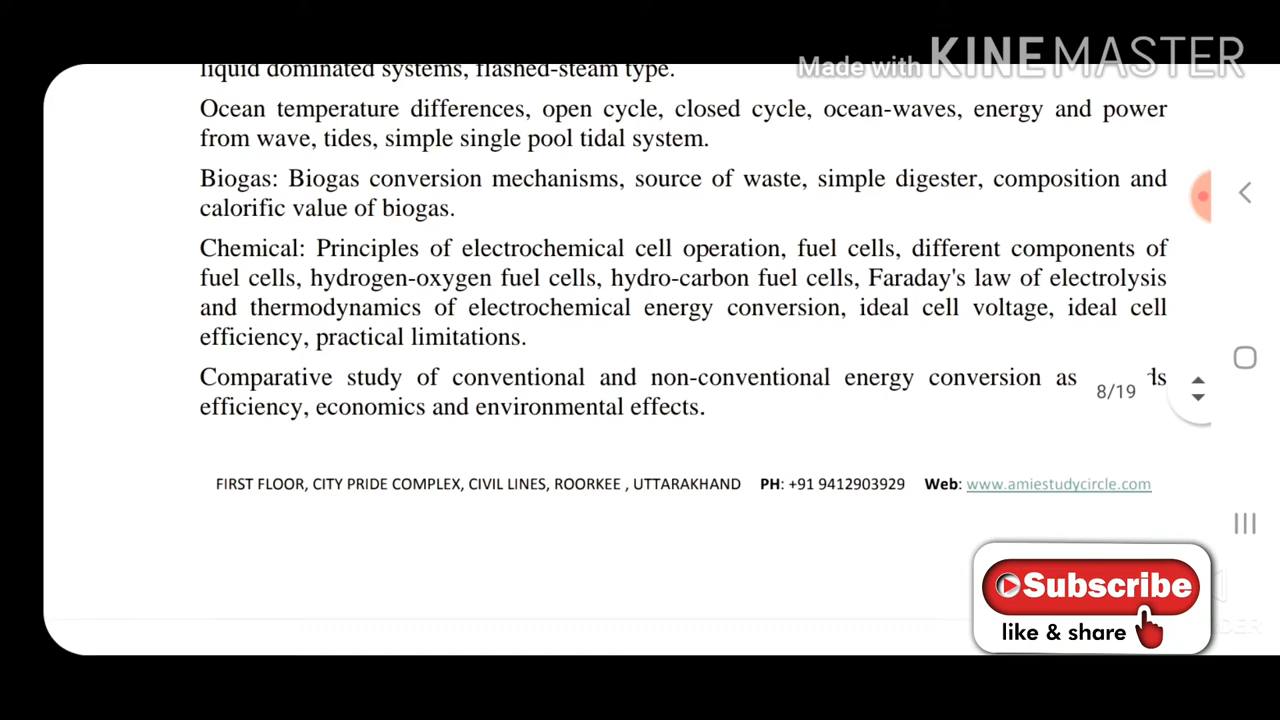 liquid dominated systems, flashed-steam type.
Made with KINEMASTER
Ocean temperature differences, open cycle, closed cycle, ocean-waves, energy and power
from wave, tides, simple single pool tidal system.
Biogas: Biogas conversion mechanisms, source of waste, simple digester, composition and
calorific value of biogas.
Chemical: Principles of electrochemical cell operation, fuel cells, different components of
fuel cells, hydrogen-oxygen fuel cells, hydro-carbon fuel cells, Faraday's law of electrolysis
and thermodynamics of electrochemical energy conversion, ideal cell voltage, ideal cell
efficiency, practical limitations.
Comparative study of conventional and non-conventional energy conversion as
8/19
efficiency, economics and environmental effects.
FIRST FLOOR, CITY PRIDE COMPLEX, CIVIL LINES, ROORKEE , UTTARAKHAND PH: +91 9412903929 Web: www.amiestudycircle.com
Subscribe
like & share